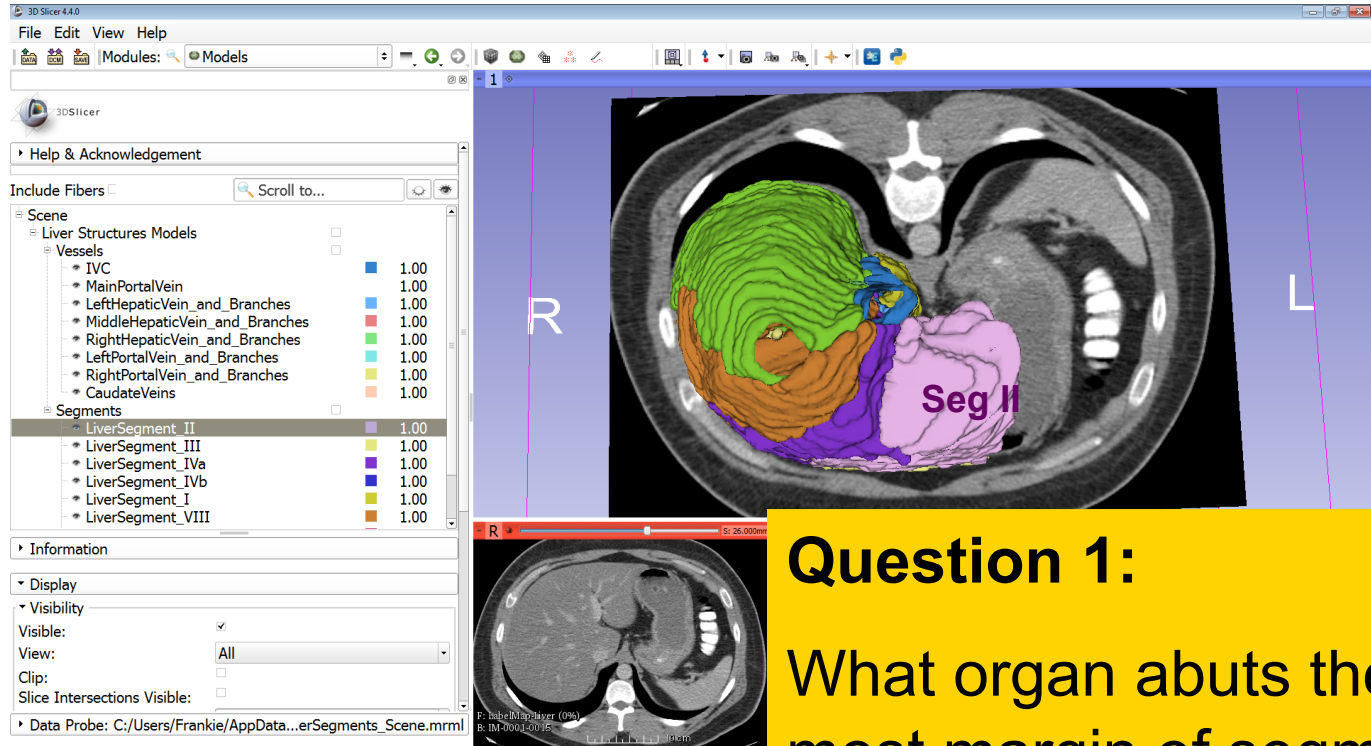 3D Slicer 4.4.0
File Edit View Help
DATA DCM SAVE Modules: Models
1
3DSlicer
Help & Acknowledgement
Include Fibers Scroll to...
Scene
Liver Structures Models
Vessels
IVC 1.00
MainPortalVein 1.00
LeftHepaticVein_and_Branches 1.00
MiddleHepaticVein_and_Branches 1.00
RightHepaticVein_and_Branches 1.00
LeftPortalVein_and_Branches 1.00
RightPortalVein_and_Branches 1.00
CaudateVeins 1.00
Segments
LiverSegment_II 1.00
LiverSegment_III 1.00
LiverSegment_IVa 1.00
LiverSegment_IVb 1.00
LiverSegment_I 1.00
LiverSegment_VIII 1.00
Information
Display
Visibility
Visible:
View: All
Clip:
Slice Intersections Visible:
Data Probe: C:/Users/Frankie/AppData...erSegments_Scene.mrml
R
L
Seg II
R S: 26.000mm
F: LabelMap-liver (0%)
B: IM-0001-0015
Question 1:
What organ abuts the
most margin of